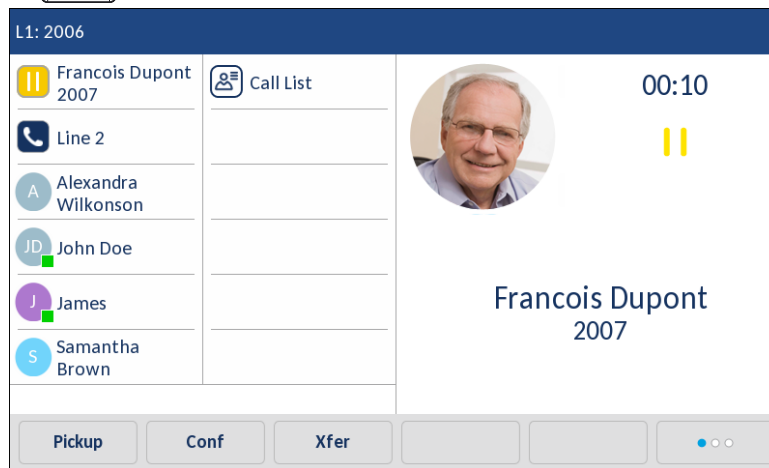 L1: 2006
Francois Dupont
2007
Line 2
A
Alexandra
Wilkonson
JD
John Doe
J
James
S
Samantha
Brown
Call List
00:10
Francois Dupont
2007
Pickup
Conf
Xfer